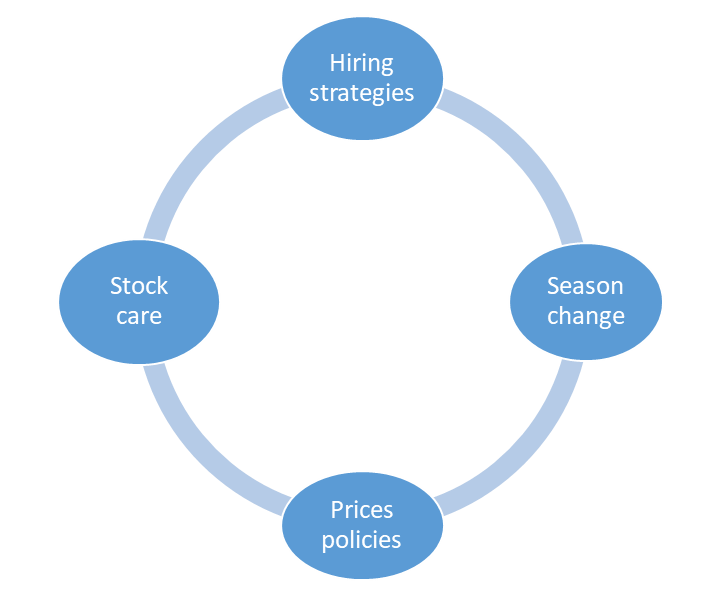 Hiring
strategies
Stock
care
Season
change
Prices
policies